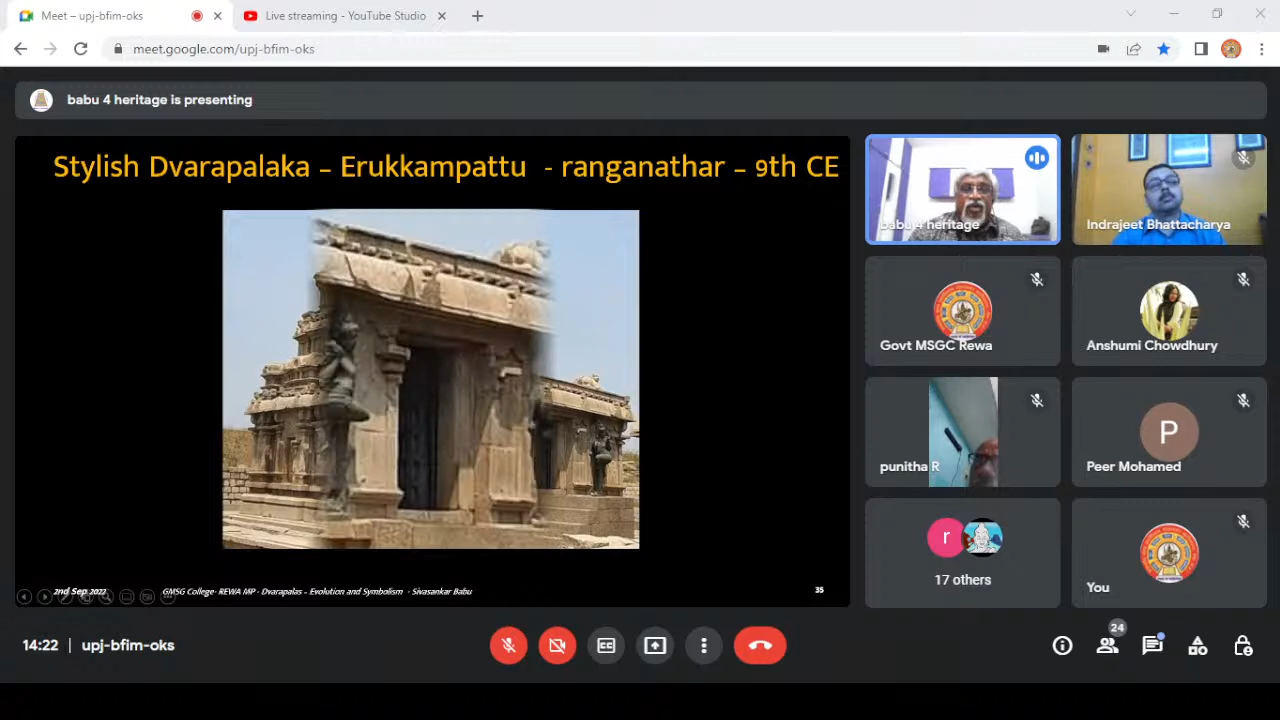 Meet – upj-bfim-oks
Live streaming - YouTube Studio
meet.google.com/upj-bfim-oks
babu 4 heritage is presenting
Stylish Dvarapalaka – Erukkampattu - ranganathar – 9th CE
2nd Sep 2022
GMSG College- REWA MP - Dvarapalas – Evolution and Symbolism - Sivasankar Babu
35
babu 4 heritage
Indrajeet Bhattacharya
Govt MSGC Rewa
Anshumi Chowdhury
punitha R
P
Peer Mohamed
r
17 others
You
14:22 | upj-bfim-oks
CC
24